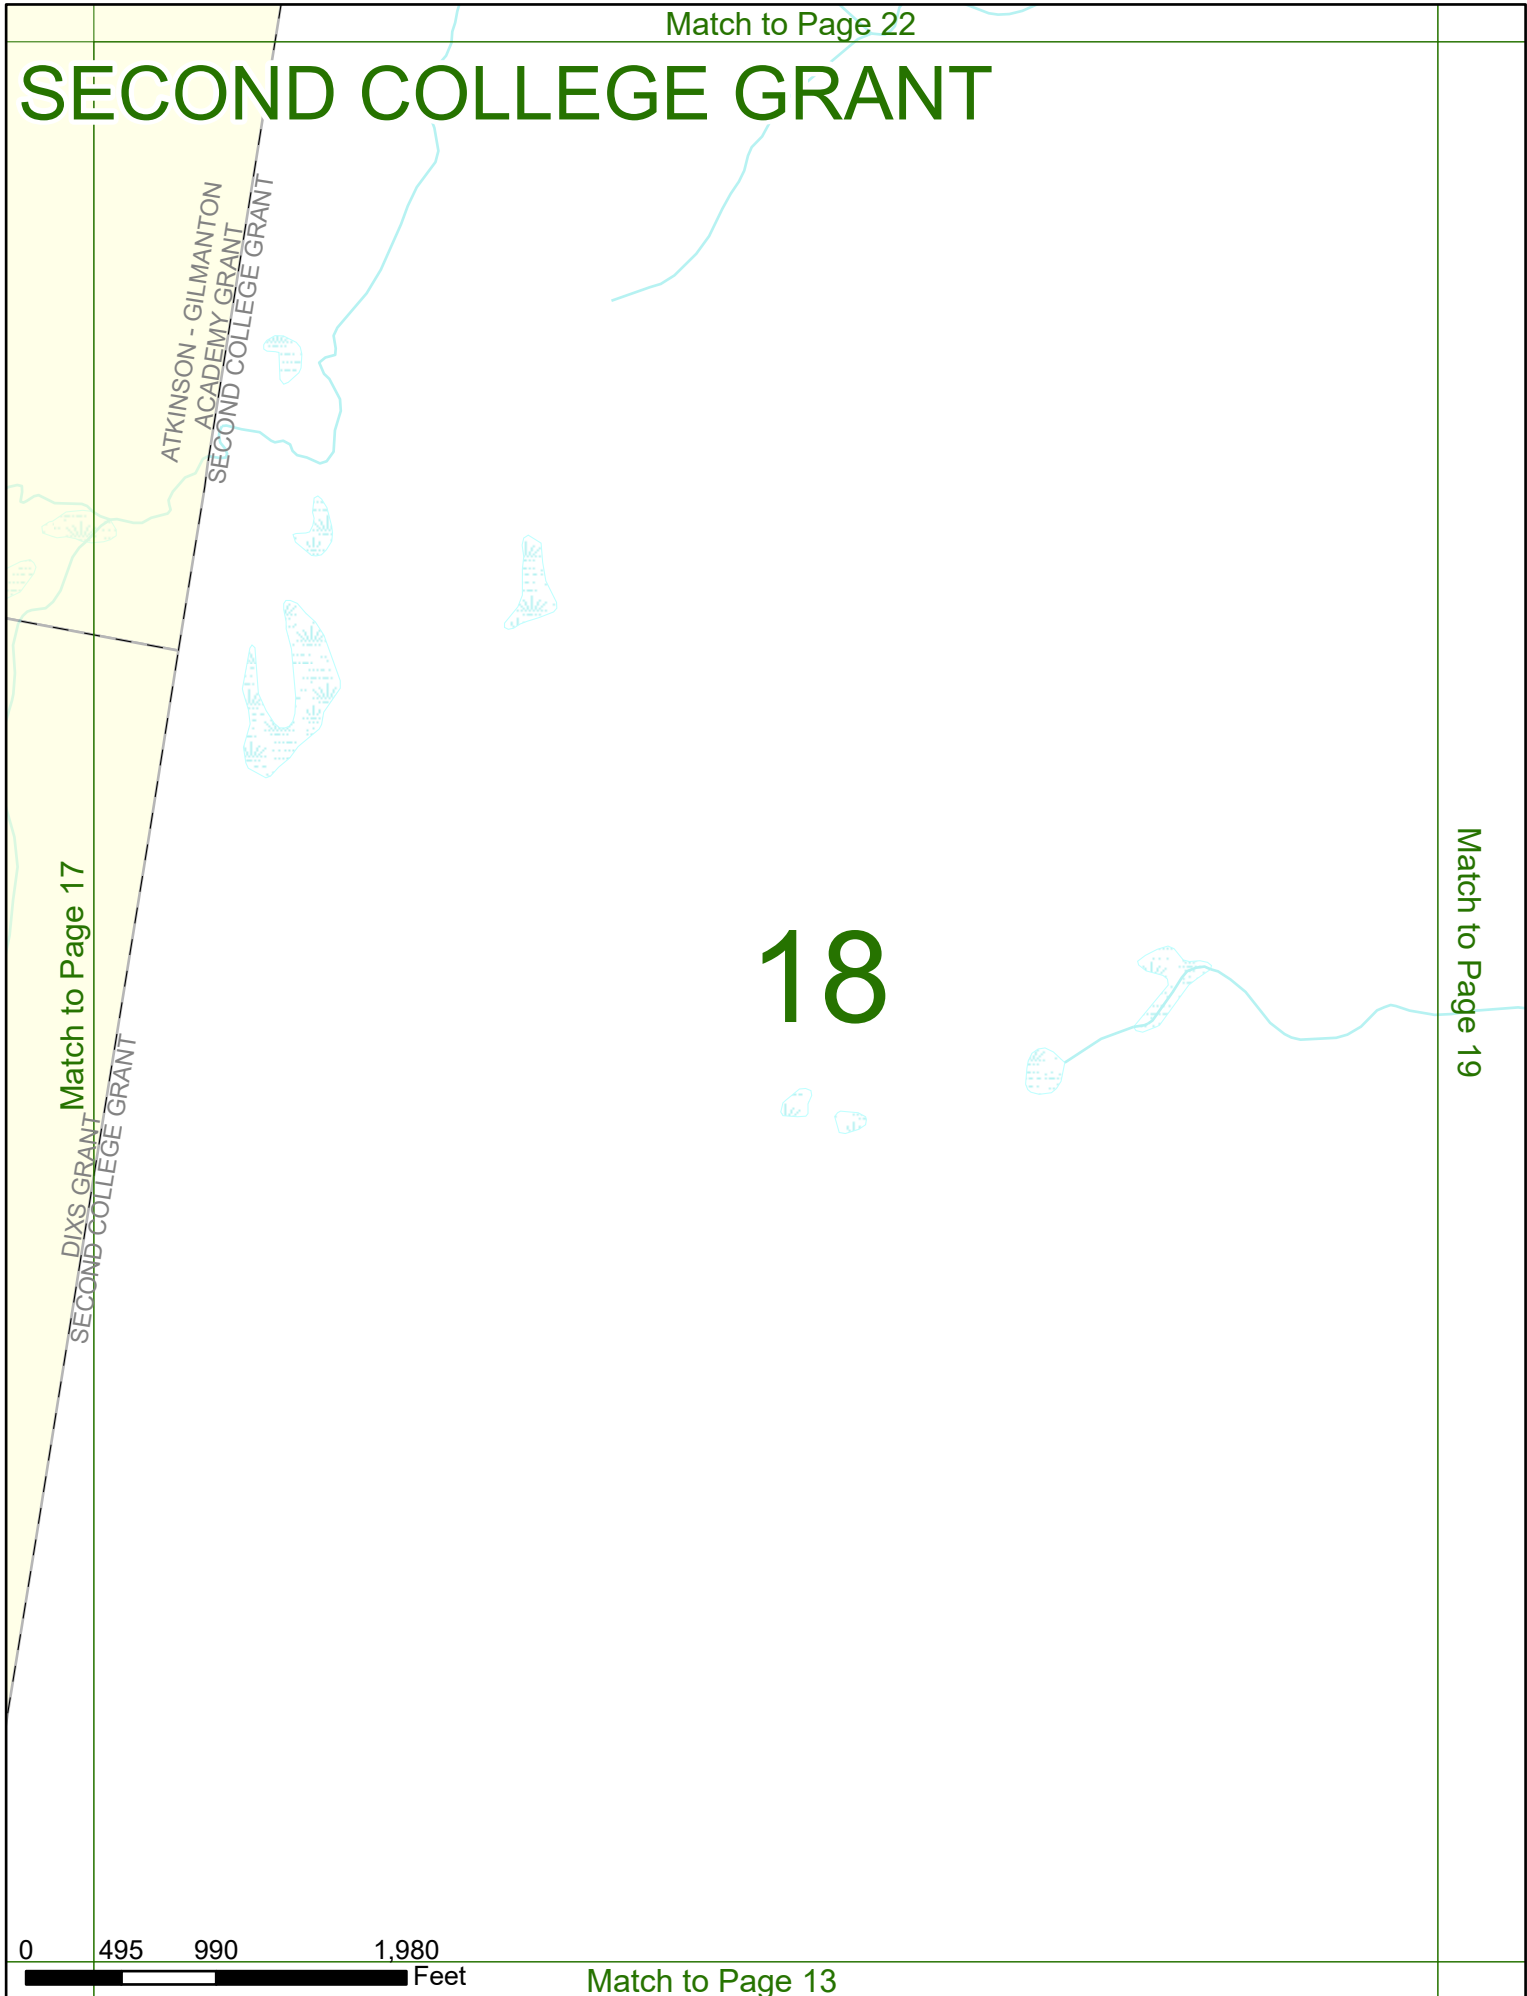 Match to Page 22
SECOND COLLEGE GRANT
ATKINSON - GILMANTON
ACADEMY GRANT
SECOND COLLEGE GRANT
Match to Page 17
18
Match to Page 19
DIXS GRANT
SECOND COLLEGE GRANT
0 495 990 1,980
Feet
Match to Page 13